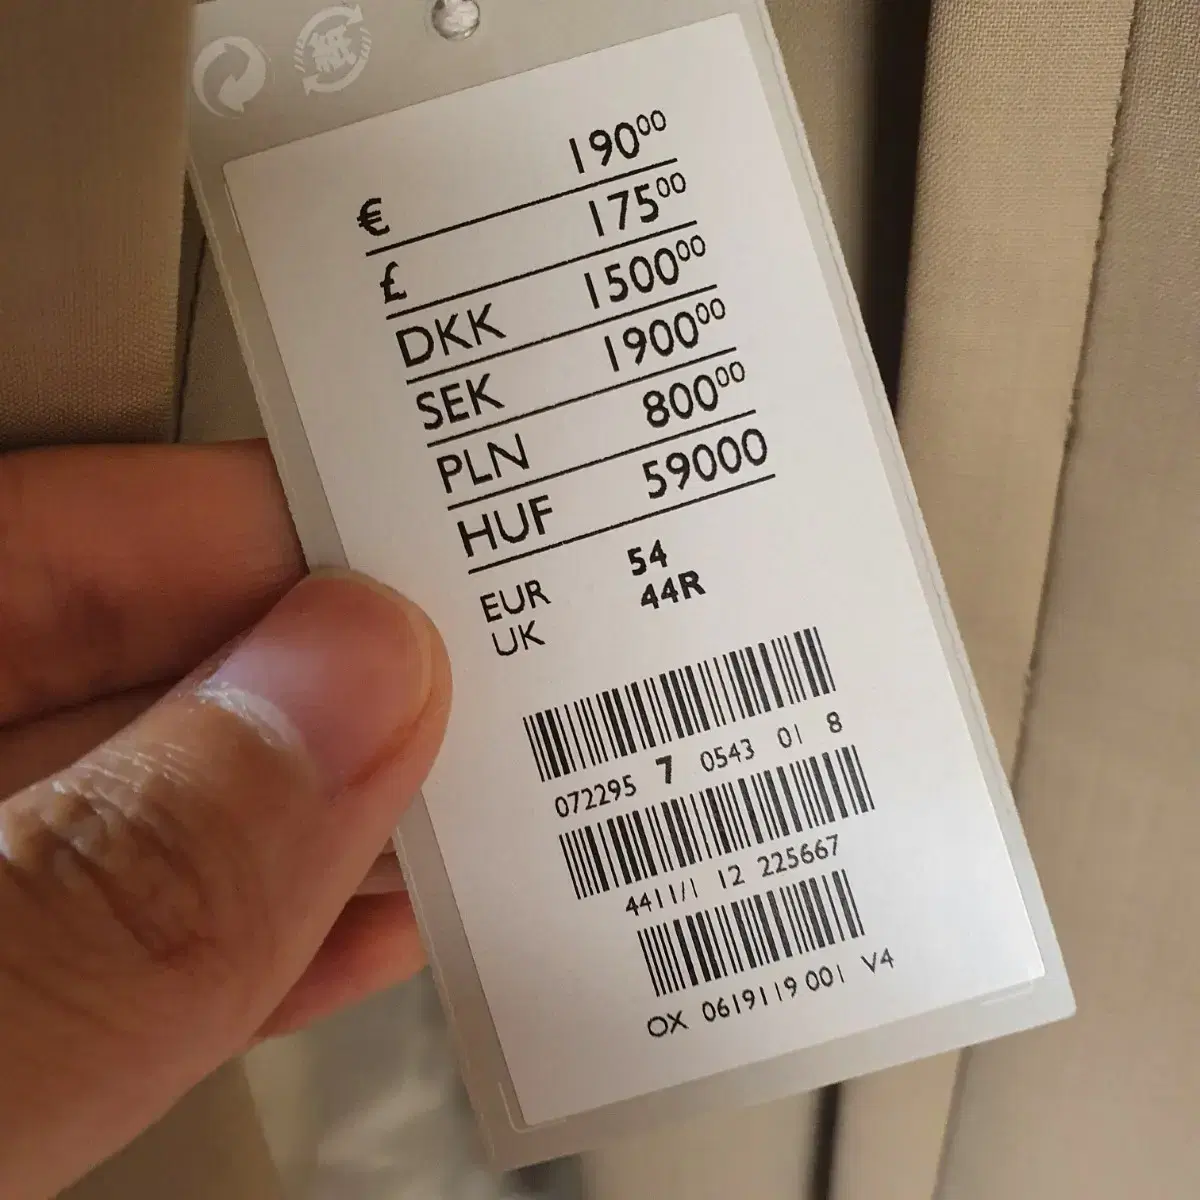 紙
€ 190⁰⁰
£ 175⁰⁰
DKK 1500⁰⁰
SEK 1900⁰⁰
PLN 800⁰⁰
HUF 59000
EUR 54
UK 44R
072295 7 0543 01 8
4411/1 12 225667
OX 0619119 001 V4